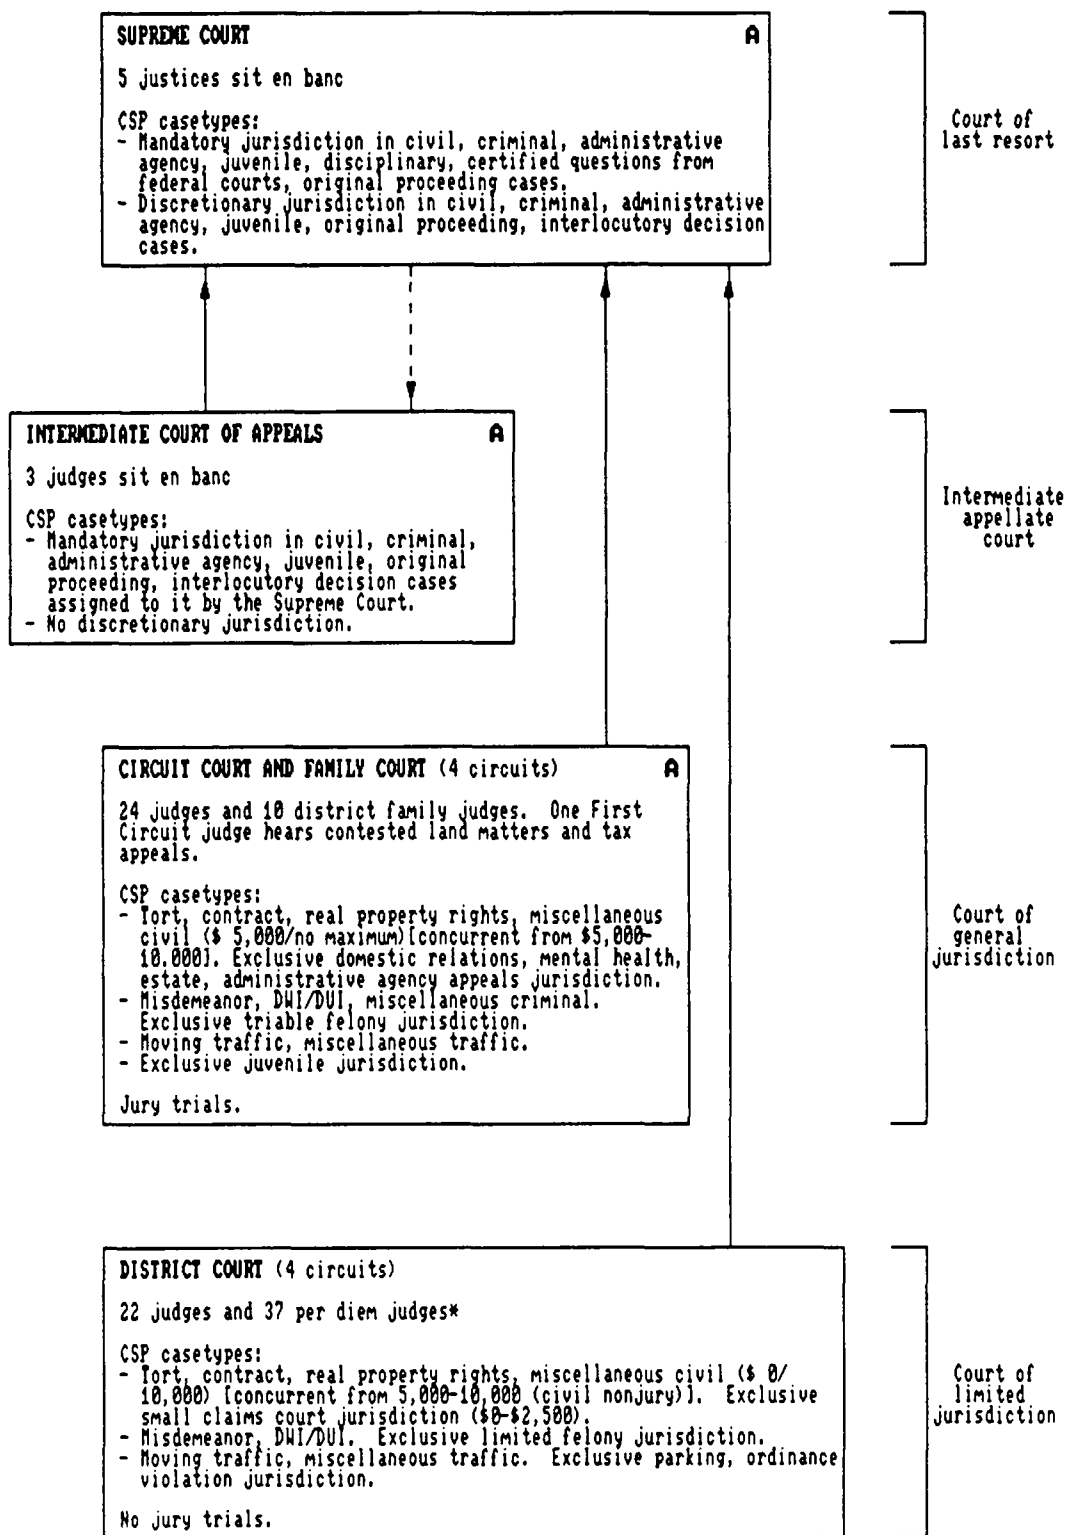 SUPREME COURT A
5 justices sit en banc
CSP casetypes:
- Mandatory jurisdiction in civil, criminal, administrative
agency, juvenile, disciplinary, certified questions from
federal courts, original proceeding cases.
- Discretionary jurisdiction in civil, criminal, administrative
agency, juvenile, original proceeding, interlocutory decision
cases.
Court of
last resort
INTERMEDIATE COURT OF APPEALS A
3 judges sit en banc
CSP casetypes:
- Mandatory jurisdiction in civil, criminal,
administrative agency, juvenile, original
proceeding, interlocutory decision cases
assigned to it by the Supreme Court.
- No discretionary jurisdiction.
Intermediate
appellate
court
CIRCUIT COURT AND FAMILY COURT (4 circuits) A
24 judges and 10 district family judges. One First
Circuit judge hears contested land matters and tax
appeals.
CSP casetypes:
- Tort, contract, real property rights, miscellaneous
civil ($ 5,000/no maximum)[concurrent from $5,000-
10.000]. Exclusive domestic relations, mental health,
estate, administrative agency appeals jurisdiction.
- Misdemeanor, DWI/DUI, miscellaneous criminal.
Exclusive triable felony jurisdiction.
- Moving traffic, miscellaneous traffic.
- Exclusive juvenile jurisdiction.
Jury trials.
Court of
general
jurisdiction
DISTRICT COURT (4 circuits)
22 judges and 37 per diem judges*
CSP casetypes:
- Tort, contract, real property rights, miscellaneous civil ($ 0/
10,000) [concurrent from 5,000-10,000 (civil nonjury)]. Exclusive
small claims court jurisdiction ($0-$2,500).
- Misdemeanor, DWI/DUI. Exclusive limited felony jurisdiction.
- Moving traffic, miscellaneous traffic. Exclusive parking, ordinance
violation jurisdiction.
No jury trials.
Court of
limited
jurisdiction